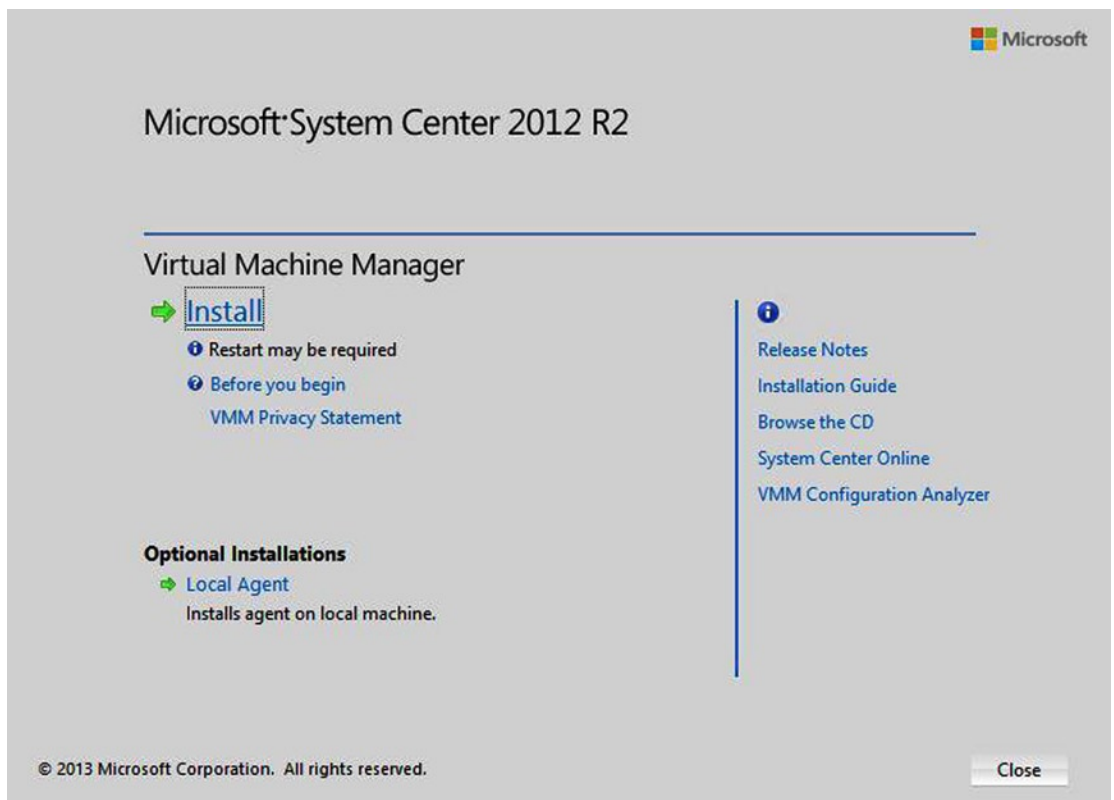 Microsoft
Microsoft System Center 2012 R2
Virtual Machine Manager
Install
Restart may be required
Before you begin
VMM Privacy Statement
Release Notes
Installation Guide
Browse the CD
System Center Online
VMM Configuration Analyzer
Optional Installations
Local Agent
Installs agent on local machine.
© 2013 Microsoft Corporation. All rights reserved.
Close